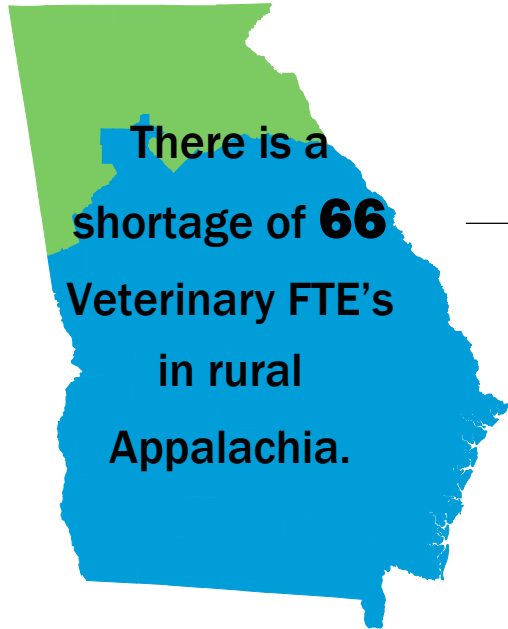 There is a
shortage of 66
Veterinary FTE's
in rural
Appalachia.